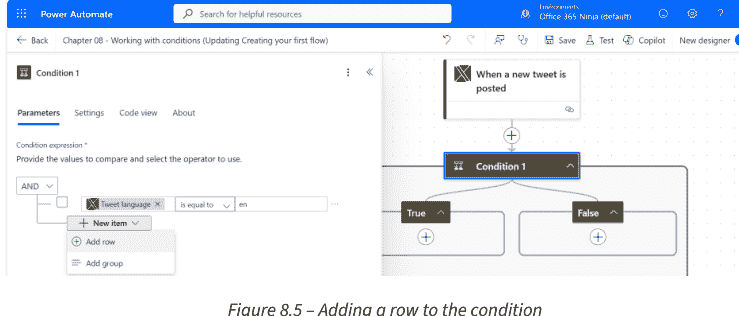 Power Automate
Search for helpful resources
Environments
Office 365 Ninja (default)
Back
Chapter 08 - Working with conditions (Updating Creating your first flow)
Save
Test
Copilot
New designer
Condition 1
Parameters
Settings
Code view
About
Condition expression *
Provide the values to compare and select the operator to use.
AND
Tweet language
is equal to
en
New item
Add row
Add group
When a new tweet is
posted
Condition 1
True
False
Figure 8.5 – Adding a row to the condition